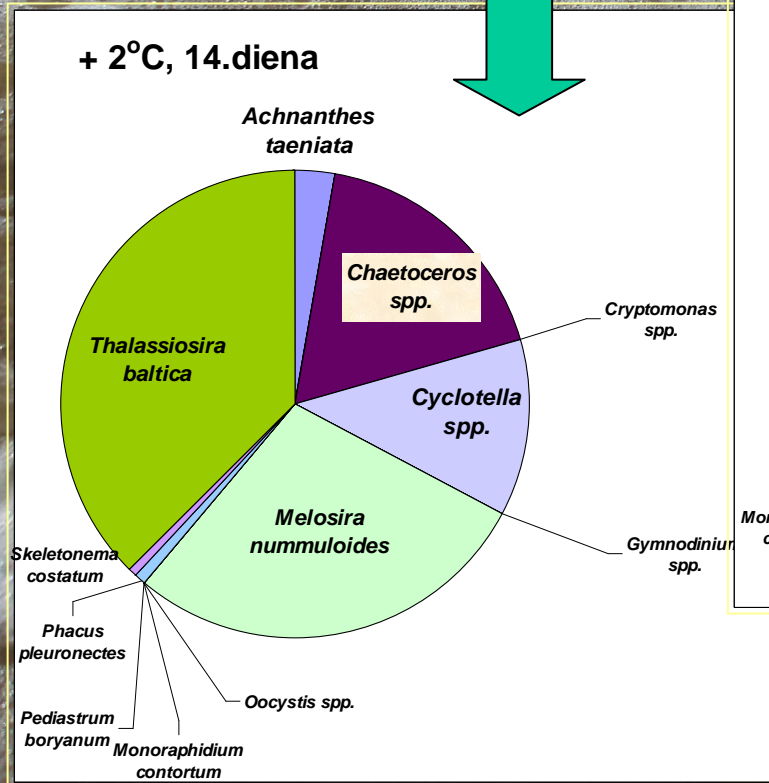 + 2°C, 14.diena
Achnanthes
taeniata
Chaetoceros
spp.
Cryptomonas
spp.
Thalassiosira
baltica
Cyclotella
spp.
Melosira
nummuloides
Gymnodinium
spp.
Skeletonema
costatum
Phacus
pleuronectes
Oocystis spp.
Pediastrum
boryanum
Monoraphidium
contortum